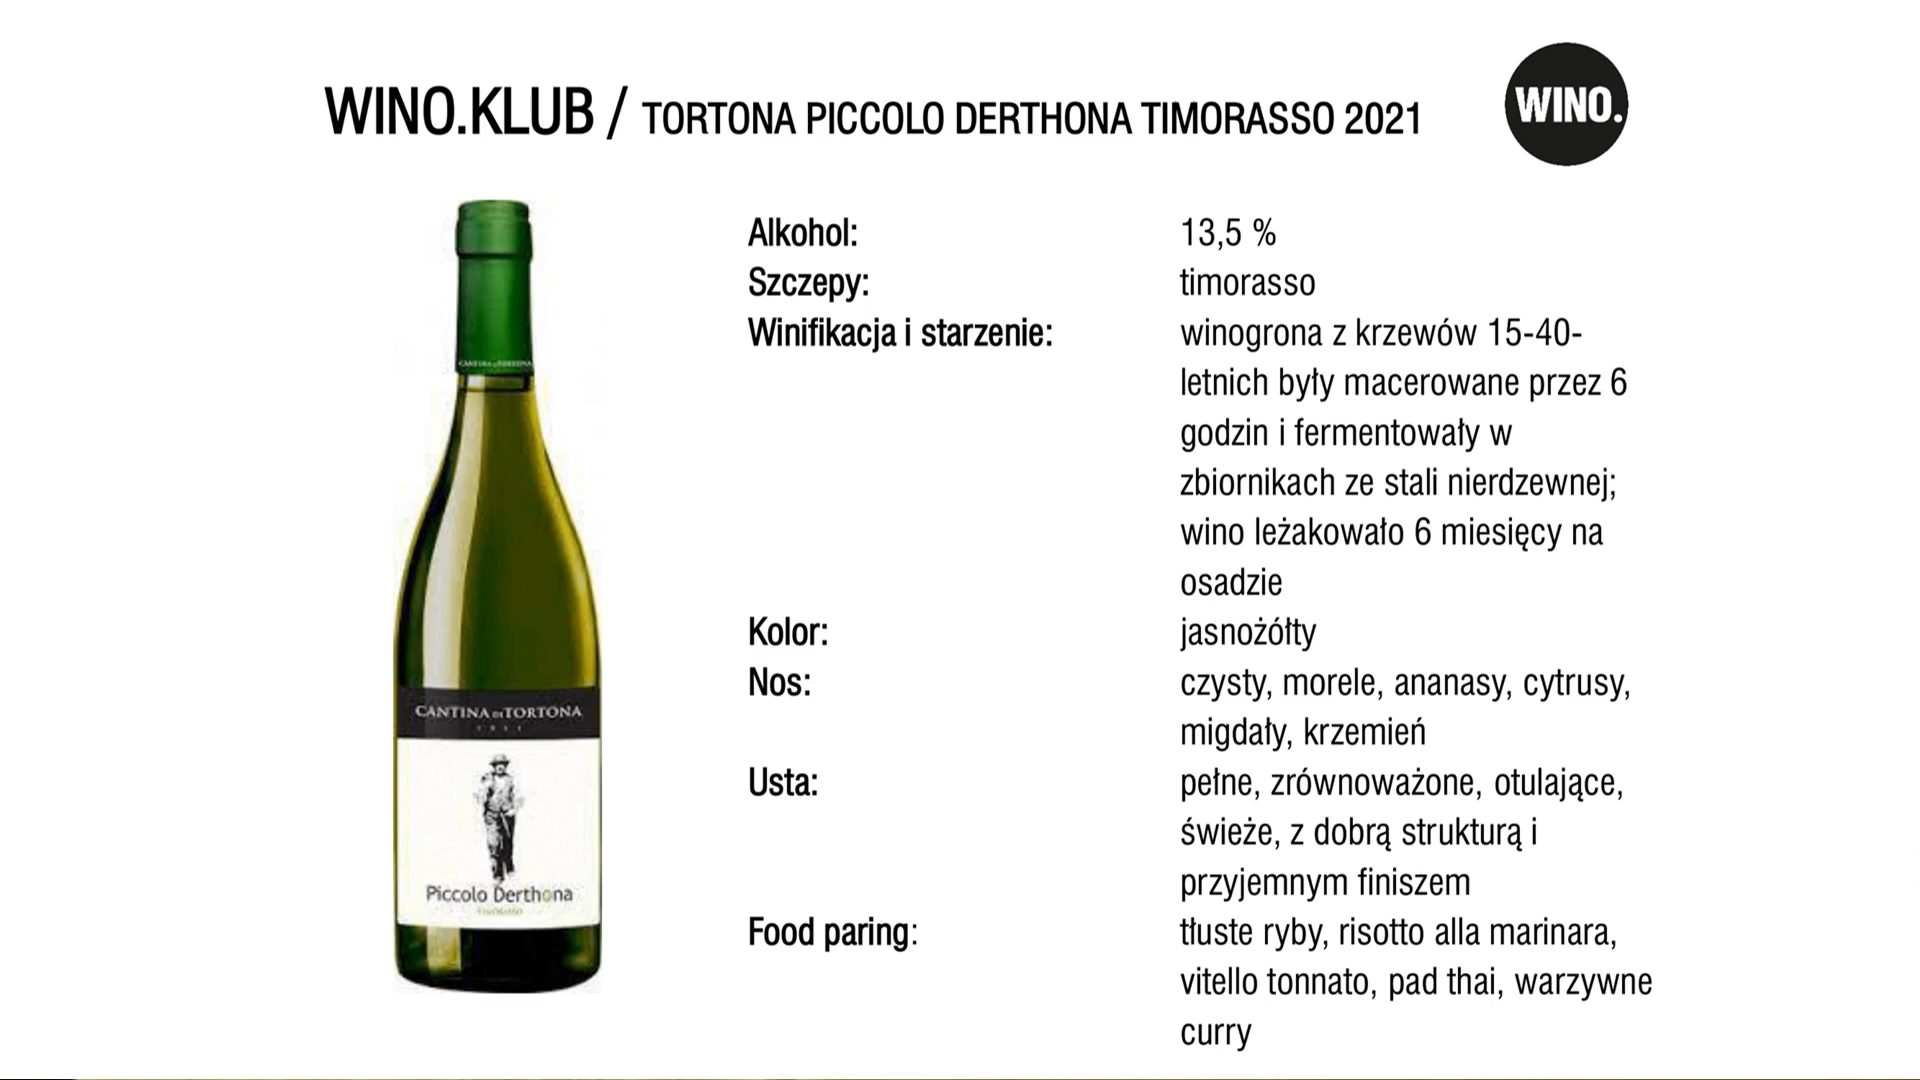 WINO.KLUB / TORTONA PICCOLO DERTHONA TIMORASSO 2021
WINO.
Alkohol: 13,5 %
Szczepy: timorasso
Winifikacja i starzenie: winogrona z krzewów 15-40-
letnich były macerowane przez 6
godzin i fermentowały w
zbiornikach ze stali nierdzewnej;
wino leżakowało 6 miesięcy na
osadzie
Kolor: jasnożółty
Nos: czysty, morele, ananasy, cytrusy,
migdały, krzemień
Usta: pełne, zrównoważone, otulające,
świeże, z dobrą strukturą i
przyjemnym finiszem
Food paring: tłuste ryby, risotto alla marinara,
vitello tonnato, pad thai, warzywne
curry
CANTINA DI TORTONA
CANTINA DI TORTONA
Piccolo Derthona